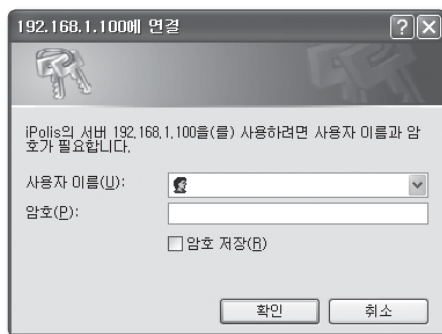 192.168.1.100에 연결
iPolis의 서버 192.168.1.100을(를) 사용하려면 사용자 이름과 암
호가 필요합니다.
사용자 이름(U):
암호(P):
암호 저장(R)
확인
취소